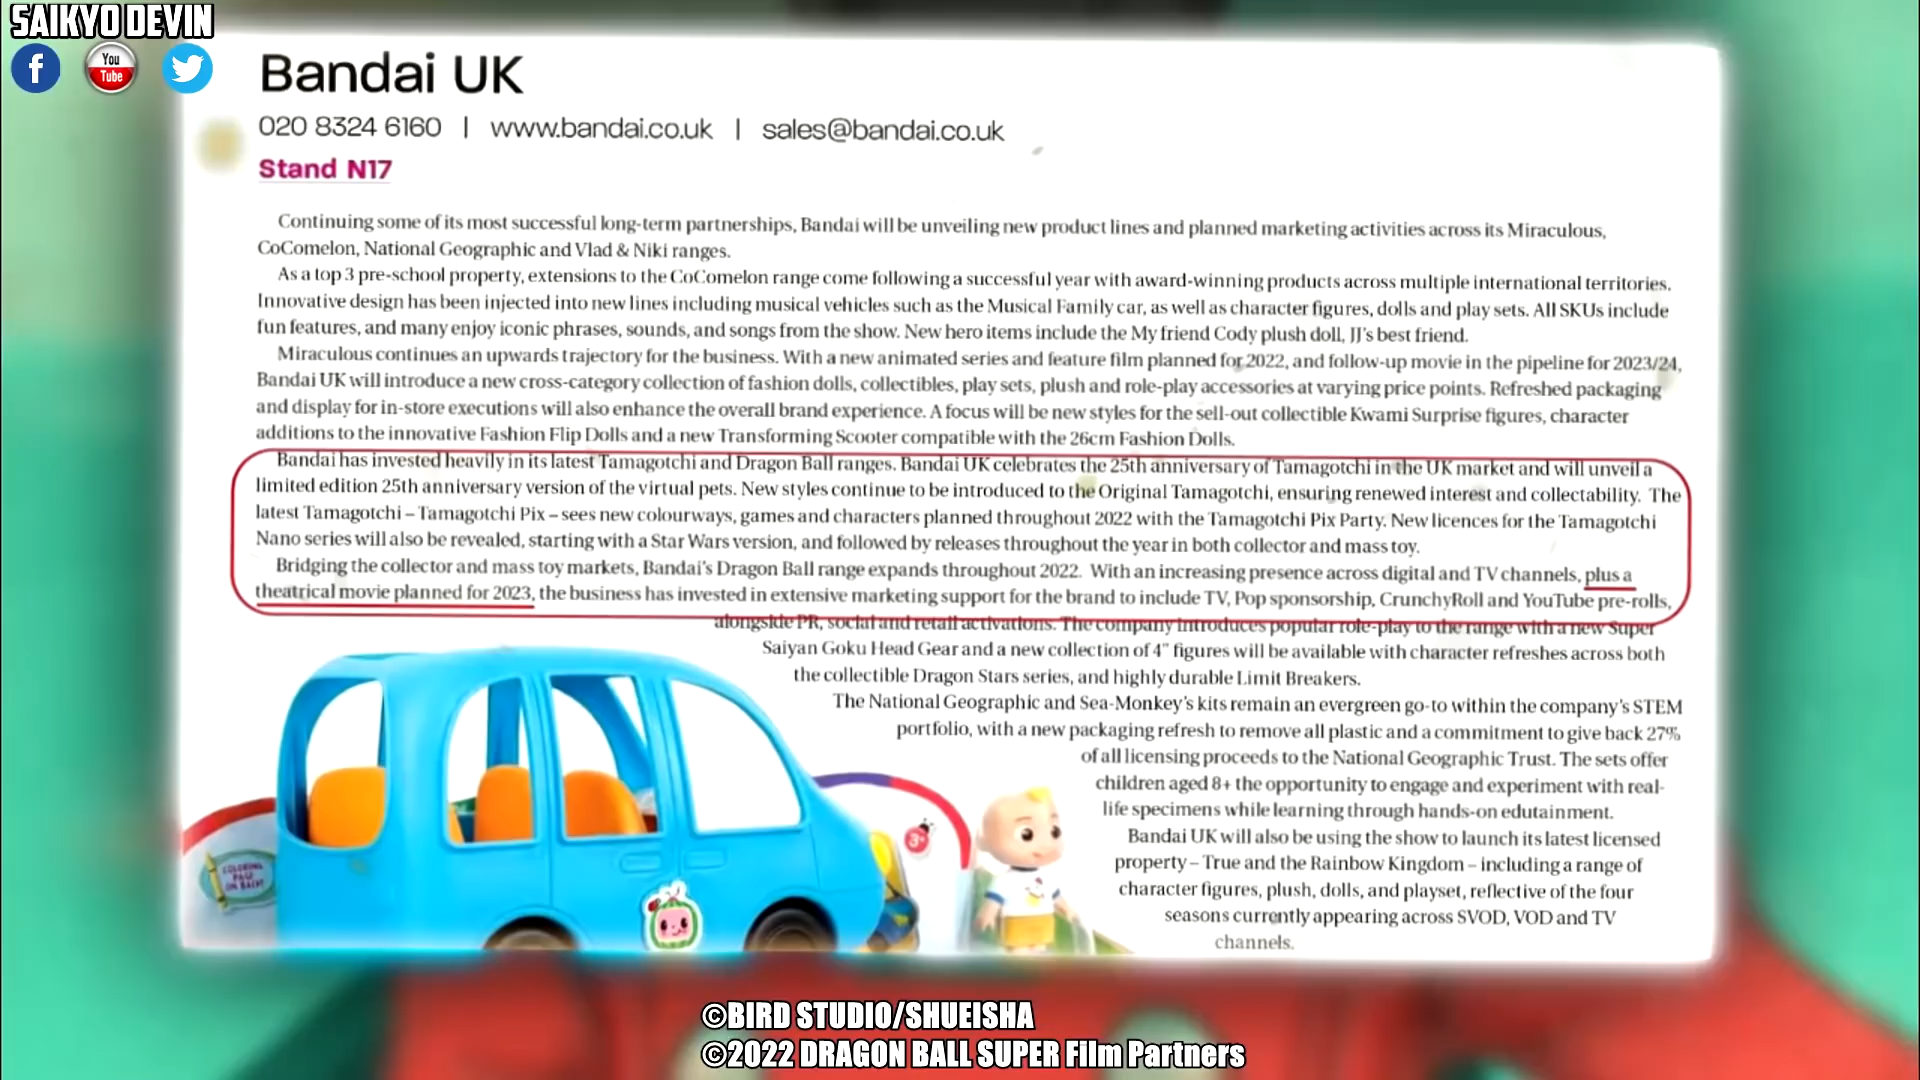 SAIKYO DEVIN
f
You
Tube
Bandai UK
020 8324 6160 | www.bandai.co.uk | sales@bandai.co.uk
Stand N17
Continuing some of its most successful long-term partnerships, Bandai will be unveiling new product lines and planned marketing activities across its Miraculous,
CoComelon, National Geographic and Vlad & Niki ranges.
As a top 3 pre-school property, extensions to the CoComelon range come following a successful year with award-winning products across multiple international territories.
Innovative design has been injected into new lines including musical vehicles such as the Musical Family car, as well as character figures, dolls and play sets. All SKUs include
fun features, and many enjoy iconic phrases, sounds, and songs from the show. New hero items include the My friend Cody plush doll, JJ's best friend.
Miraculous continues an upwards trajectory for the business. With a new animated series and feature film planned for 2022, and follow-up movie in the pipeline for 2023/24,
Bandai UK will introduce a new cross-category collection of fashion dolls, collectibles, play sets, plush and role-play accessories at varying price points. Refreshed packaging
and display for in-store executions will also enhance the overall brand experience. A focus will be new styles for the sell-out collectible Kwami Surprise figures, character
additions to the innovative Fashion Flip Dolls and a new Transforming Scooter compatible with the 26cm Fashion Dolls.
Bandai has invested heavily in its latest Tamagotchi and Dragon Ball ranges. Bandai UK celebrates the 25th anniversary of Tamagotchi in the UK market and will unveil a
limited edition 25th anniversary version of the virtual pets. New styles continue to be introduced to the Original Tamagotchi, ensuring renewed interest and collectability. The
latest Tamagotchi – Tamagotchi Pix – sees new colourways, games and characters planned throughout 2022 with the Tamagotchi Pix Party. New licences for the Tamagotchi
Nano series will also be revealed, starting with a Star Wars version, and followed by releases throughout the year in both collector and mass toy.
Bridging the collector and mass toy markets, Bandai's Dragon Ball range expands throughout 2022. With an increasing presence across digital and TV channels, plus a
theatrical movie planned for 2023, the business has invested in extensive marketing support for the brand to include TV, Pop sponsorship, CrunchyRoll and YouTube pre-rolls,
alongside PR, social and retail activations. The company introduces popular role-play to the range with a new Super
Saiyan Goku Head Gear and a new collection of 4" figures will be available with character refreshes across both
the collectible Dragon Stars series, and highly durable Limit Breakers.
The National Geographic and Sea-Monkey's kits remain an evergreen go-to within the company's STEM
portfolio, with a new packaging refresh to remove all plastic and a commitment to give back 27%
of all licensing proceeds to the National Geographic Trust. The sets offer
children aged 8+ the opportunity to engage and experiment with real-
life specimens while learning through hands-on edutainment.
Bandai UK will also be using the show to launch its latest licensed
property – True and the Rainbow Kingdom – including a range of
character figures, plush, dolls, and playset, reflective of the four
seasons currently appearing across SVOD, VOD and TV
channels.
COLORING
PAGE
ON BACK!
3+
©BIRD STUDIO/SHUEISHA
©2022 DRAGON BALL SUPER Film Partners